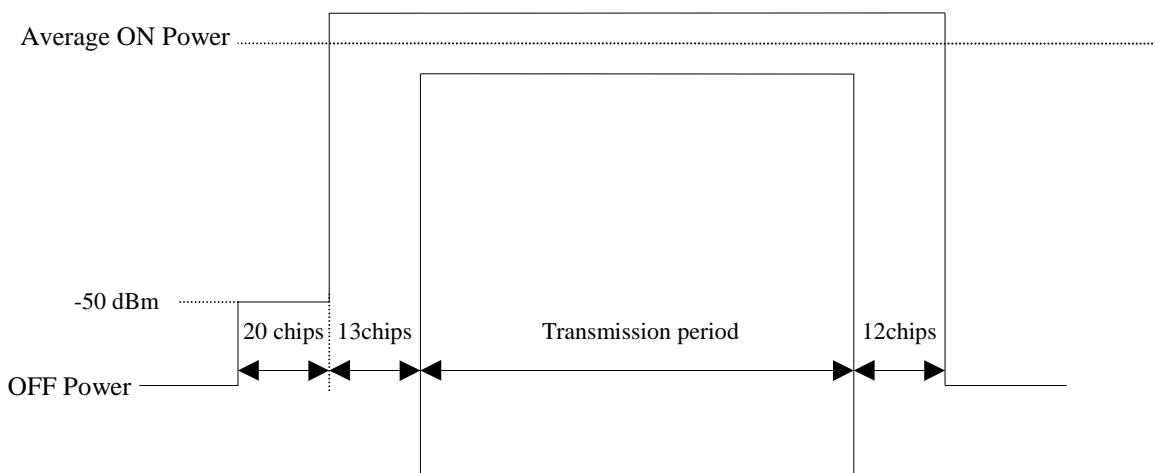 Average ON Power
-50 dBm
20 chips
13chips
Transmission period
12chips
OFF Power